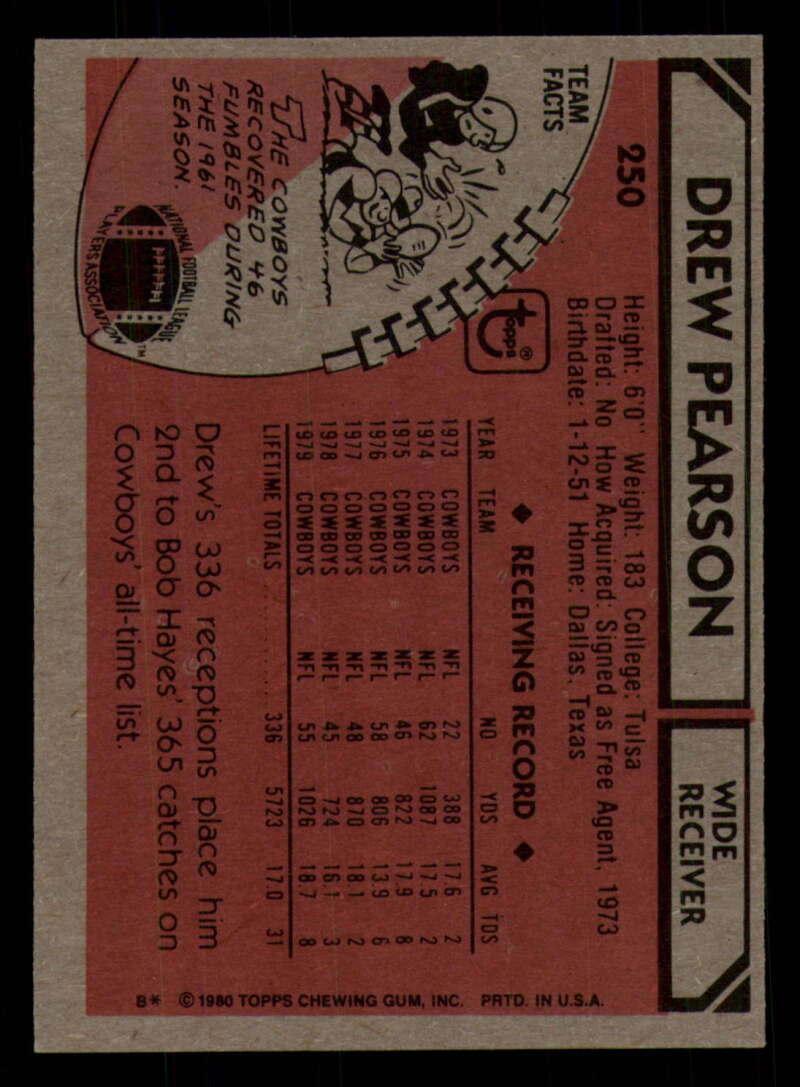 DREW PEARSON
WIDE
RECEIVER
250
Height: 6'0" Weight: 183 College: Tulsa
Drafted: No How Acquired: Signed as Free Agent, 1973
Birthdate: 1-12-51 Home: Dallas, Texas
TEAM
FACTS
THE COWBOYS
RECOVERED 46
FUMBLES DURING
THE 1961
SEASON.
NATIONAL FOOTBALL LEAGUE
PLAYERS ASSOCIATION
TM
topps®
◆ RECEIVING RECORD ◆
YEAR TEAM NO YDS AVG TDS
1973 COWBOYS NFL 22 388 17.6 2
1974 COWBOYS NFL 62 1087 17.5 2
1975 COWBOYS NFL 46 822 17.9 8
1976 COWBOYS NFL 58 806 13.9 6
1977 COWBOYS NFL 48 870 18.1 2
1978 COWBOYS NFL 45 724 16.1 3
1979 COWBOYS NFL 55 1026 18.7 8
LIFETIME TOTALS ........ 336 5723 17.0 31
Drew's 336 receptions place him
2nd to Bob Hayes' 365 catches on
Cowboys' all-time list.
B* ©1980 TOPPS CHEWING GUM, INC. PRTD. IN U.S.A.